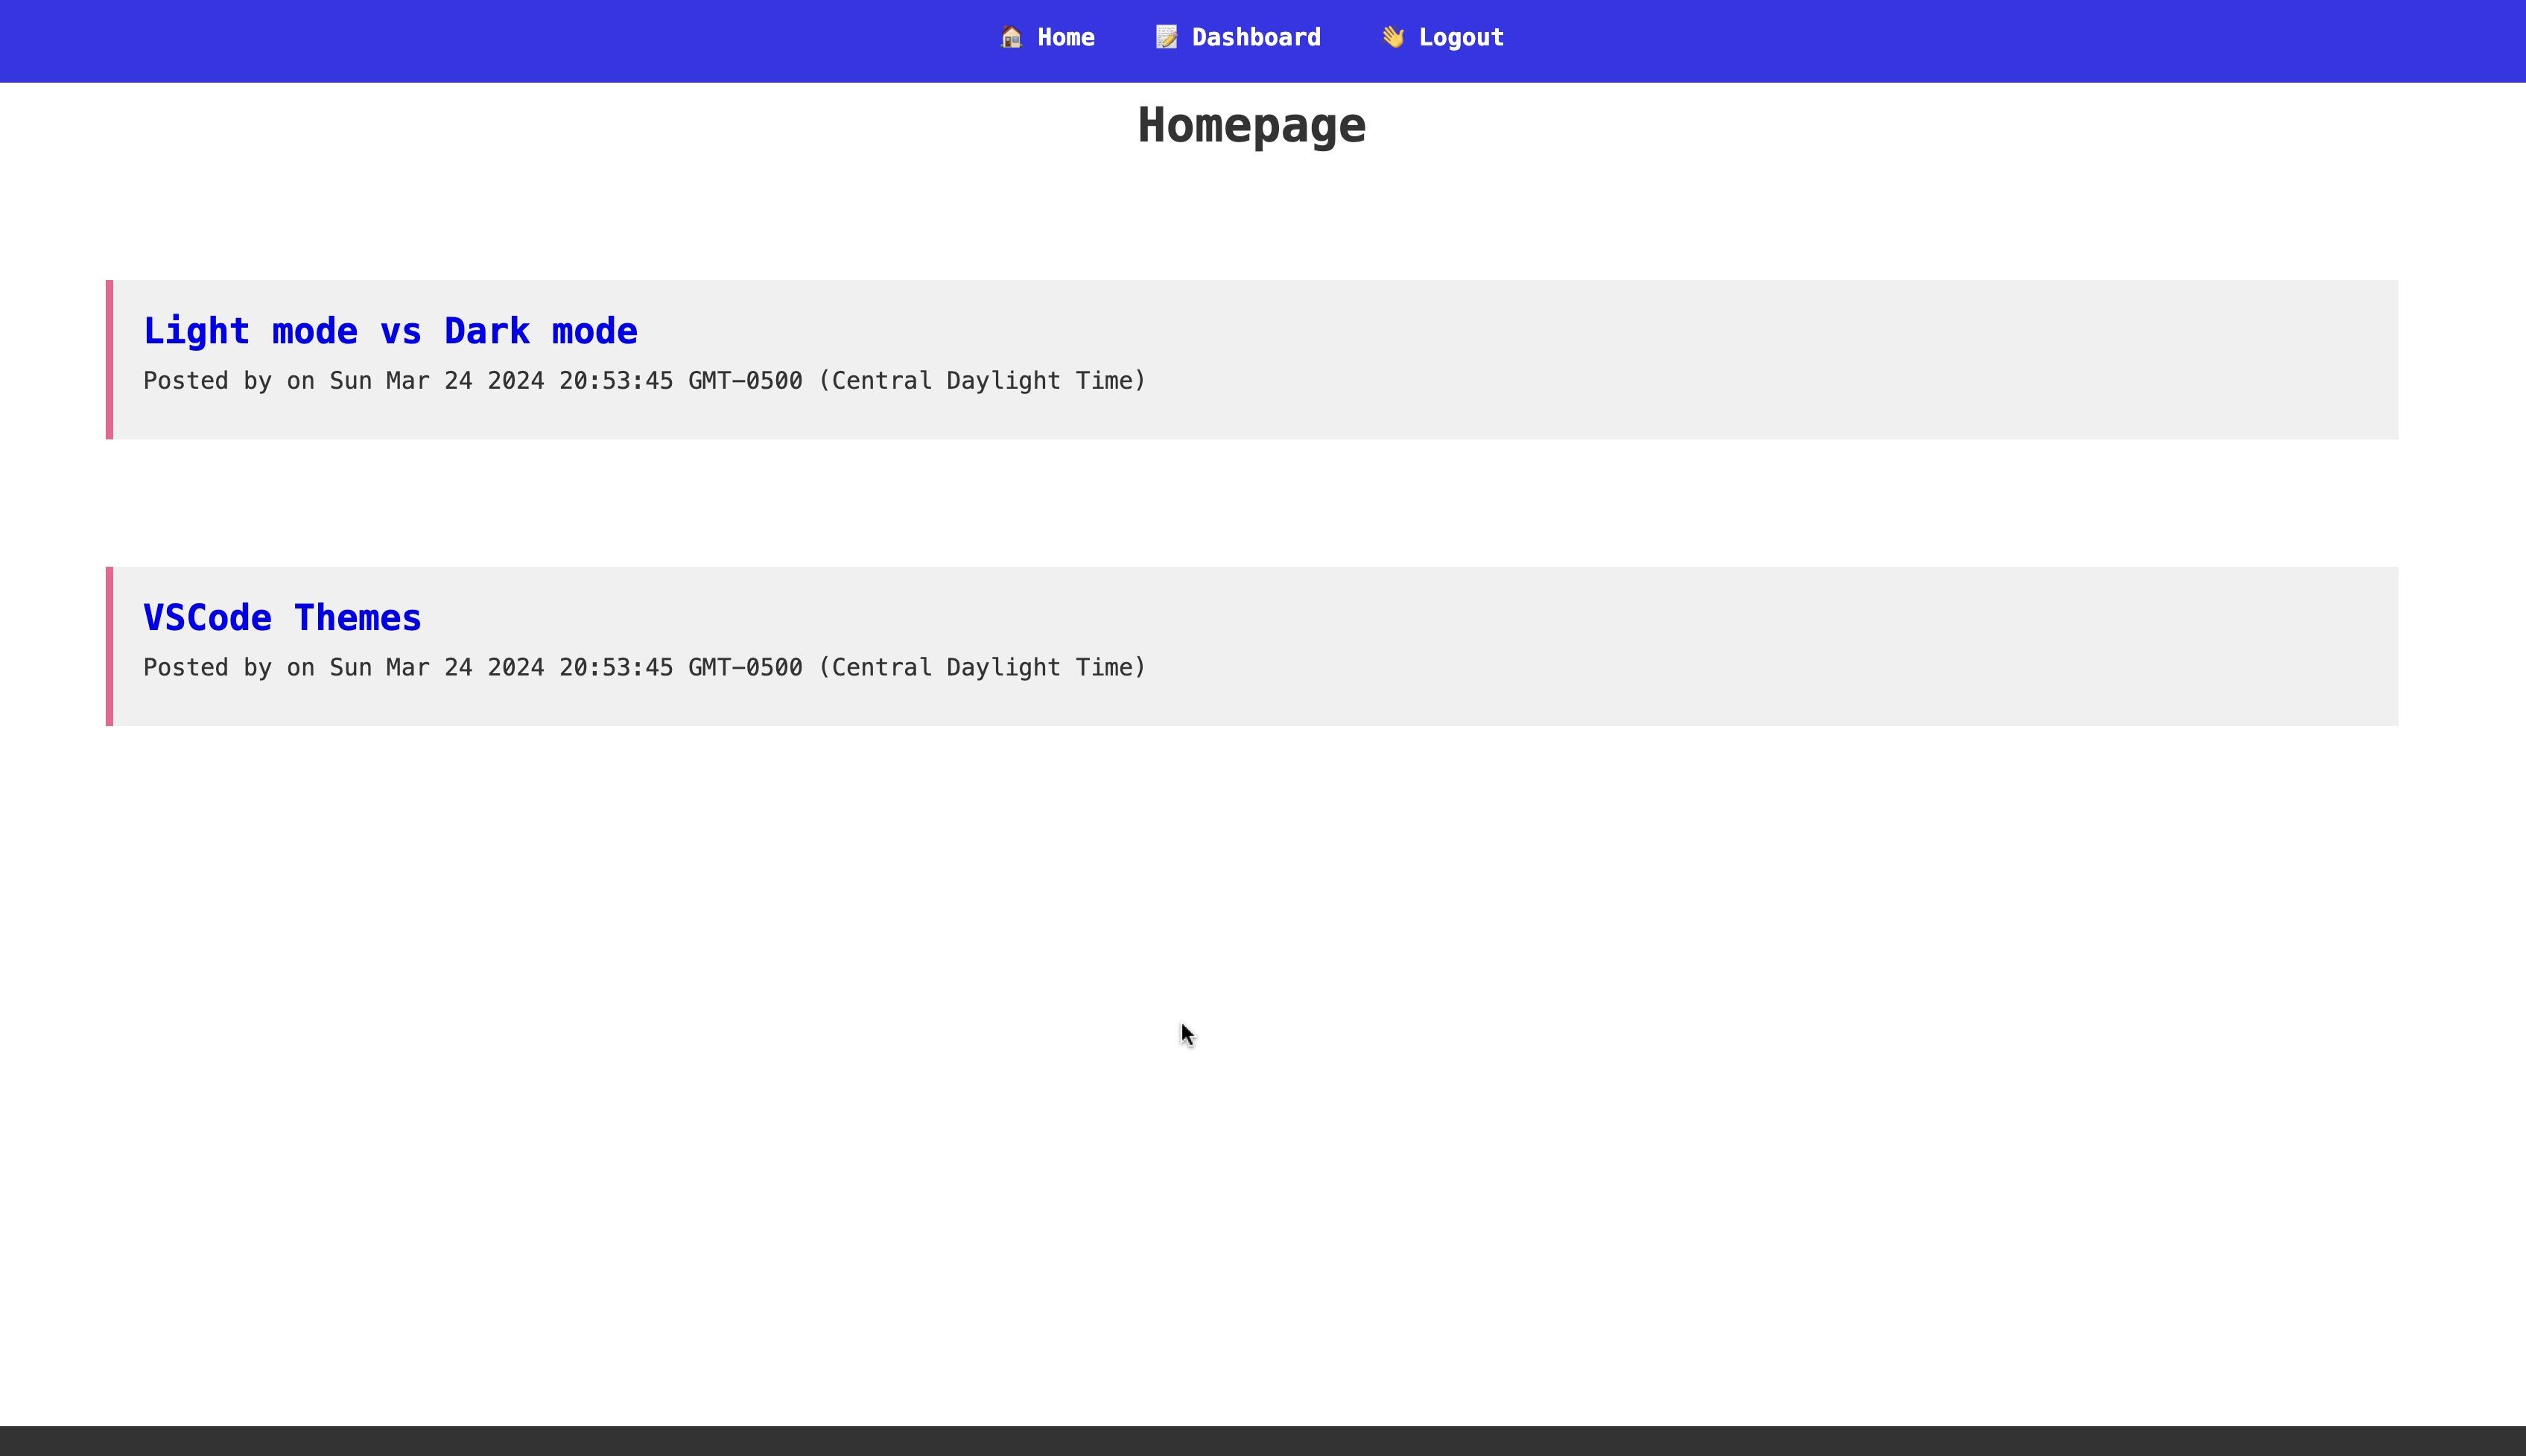 🏠 Home 📝 Dashboard 👋 Logout
Homepage
Light mode vs Dark mode
Posted by on Sun Mar 24 2024 20:53:45 GMT-0500 (Central Daylight Time)
VSCode Themes
Posted by on Sun Mar 24 2024 20:53:45 GMT-0500 (Central Daylight Time)